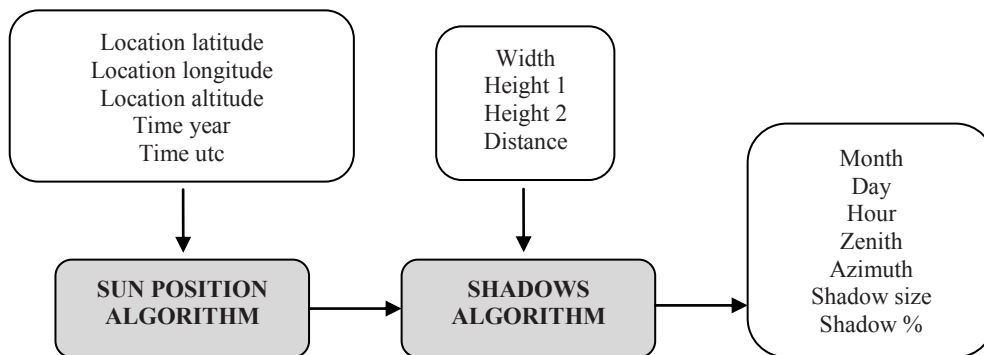 Location latitude
Location longitude
Location altitude
Time year
Time utc
Width
Height 1
Height 2
Distance
SUN POSITION
ALGORITHM
SHADOWS
ALGORITHM
Month
Day
Hour
Zenith
Azimuth
Shadow size
Shadow %